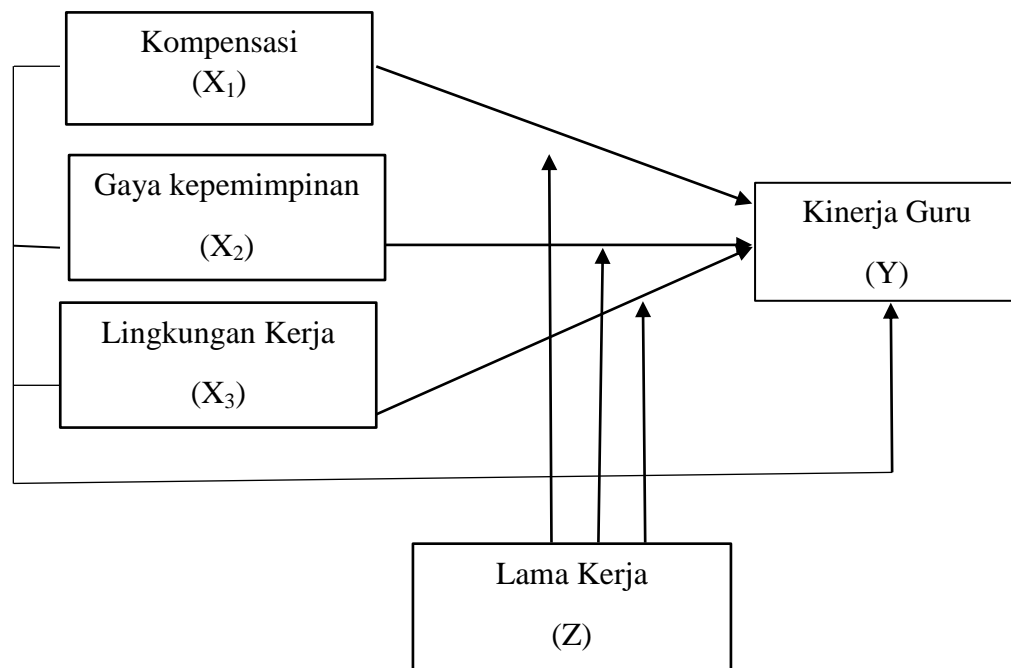 Kompensasi
(X₁)
Gaya kepemimpinan
(X₂)
Lingkungan Kerja
(X₃)
Kinerja Guru
(Y)
Lama Kerja
(Z)